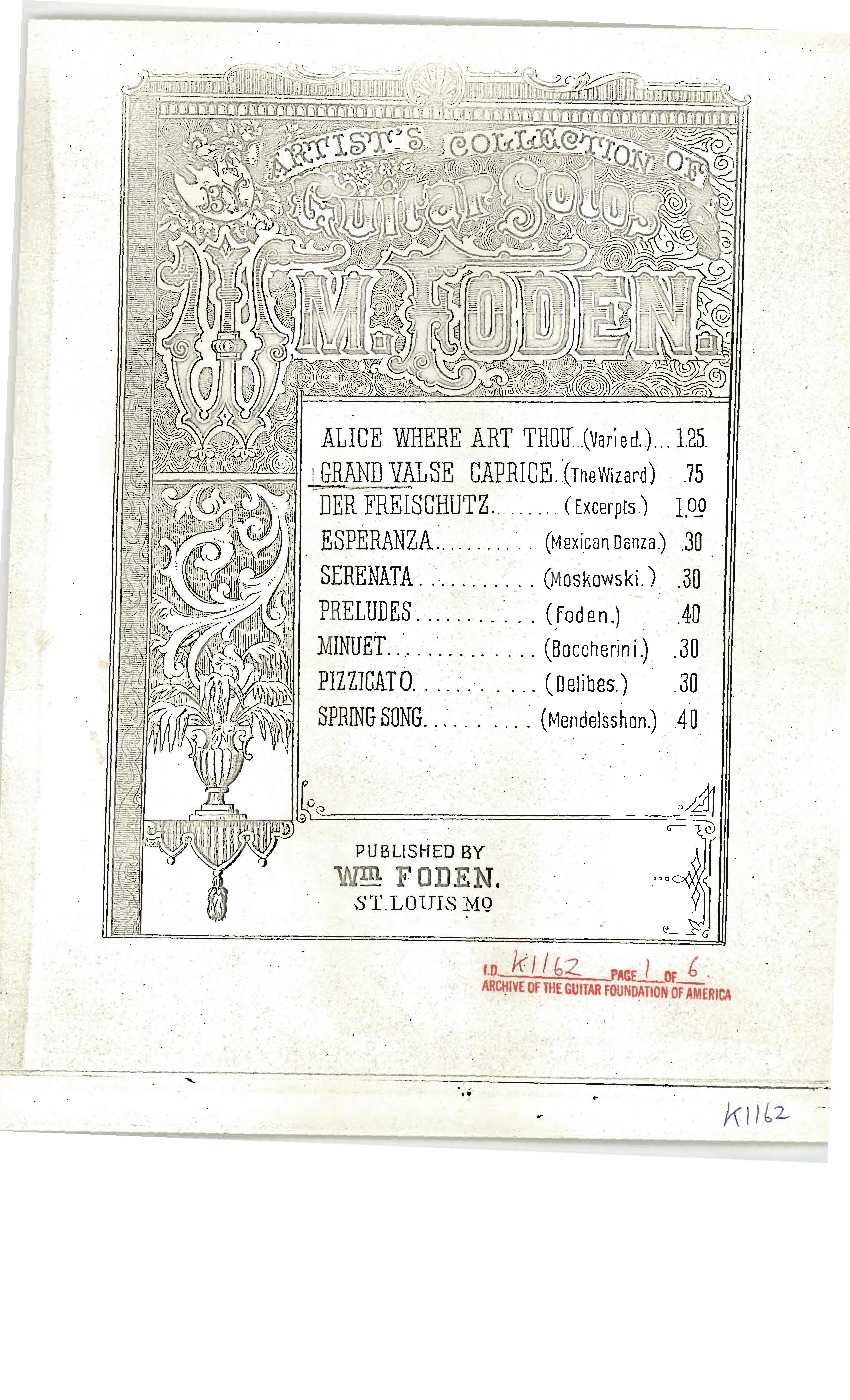 ARTIST'S COLLECTION OF
Guitar Solos
WM. FODEN.
ALICE WHERE ART THOU..(Varied.)... 1.25.
GRAND VALSE CAPRICE.(The Wizard) .75
DER FREISCHUTZ........(Excerpts.) 1.00
ESPERANZA..........(Mexican Danza.) .30
SERENATA...........(Moskowski.) .30
PRELUDES...........(Foden.) .40
MINUET..............(Boccherini.) .30
PIZZICATO...........(Delibes.) .30
SPRING SONG..........(Mendelsshon.) .40
PUBLISHED BY
Wm FODEN.
ST. LOUIS MO
I.D. K1162 PAGE 1 OF 6.
ARCHIVE OF THE GUITAR FOUNDATION OF AMERICA
K1162